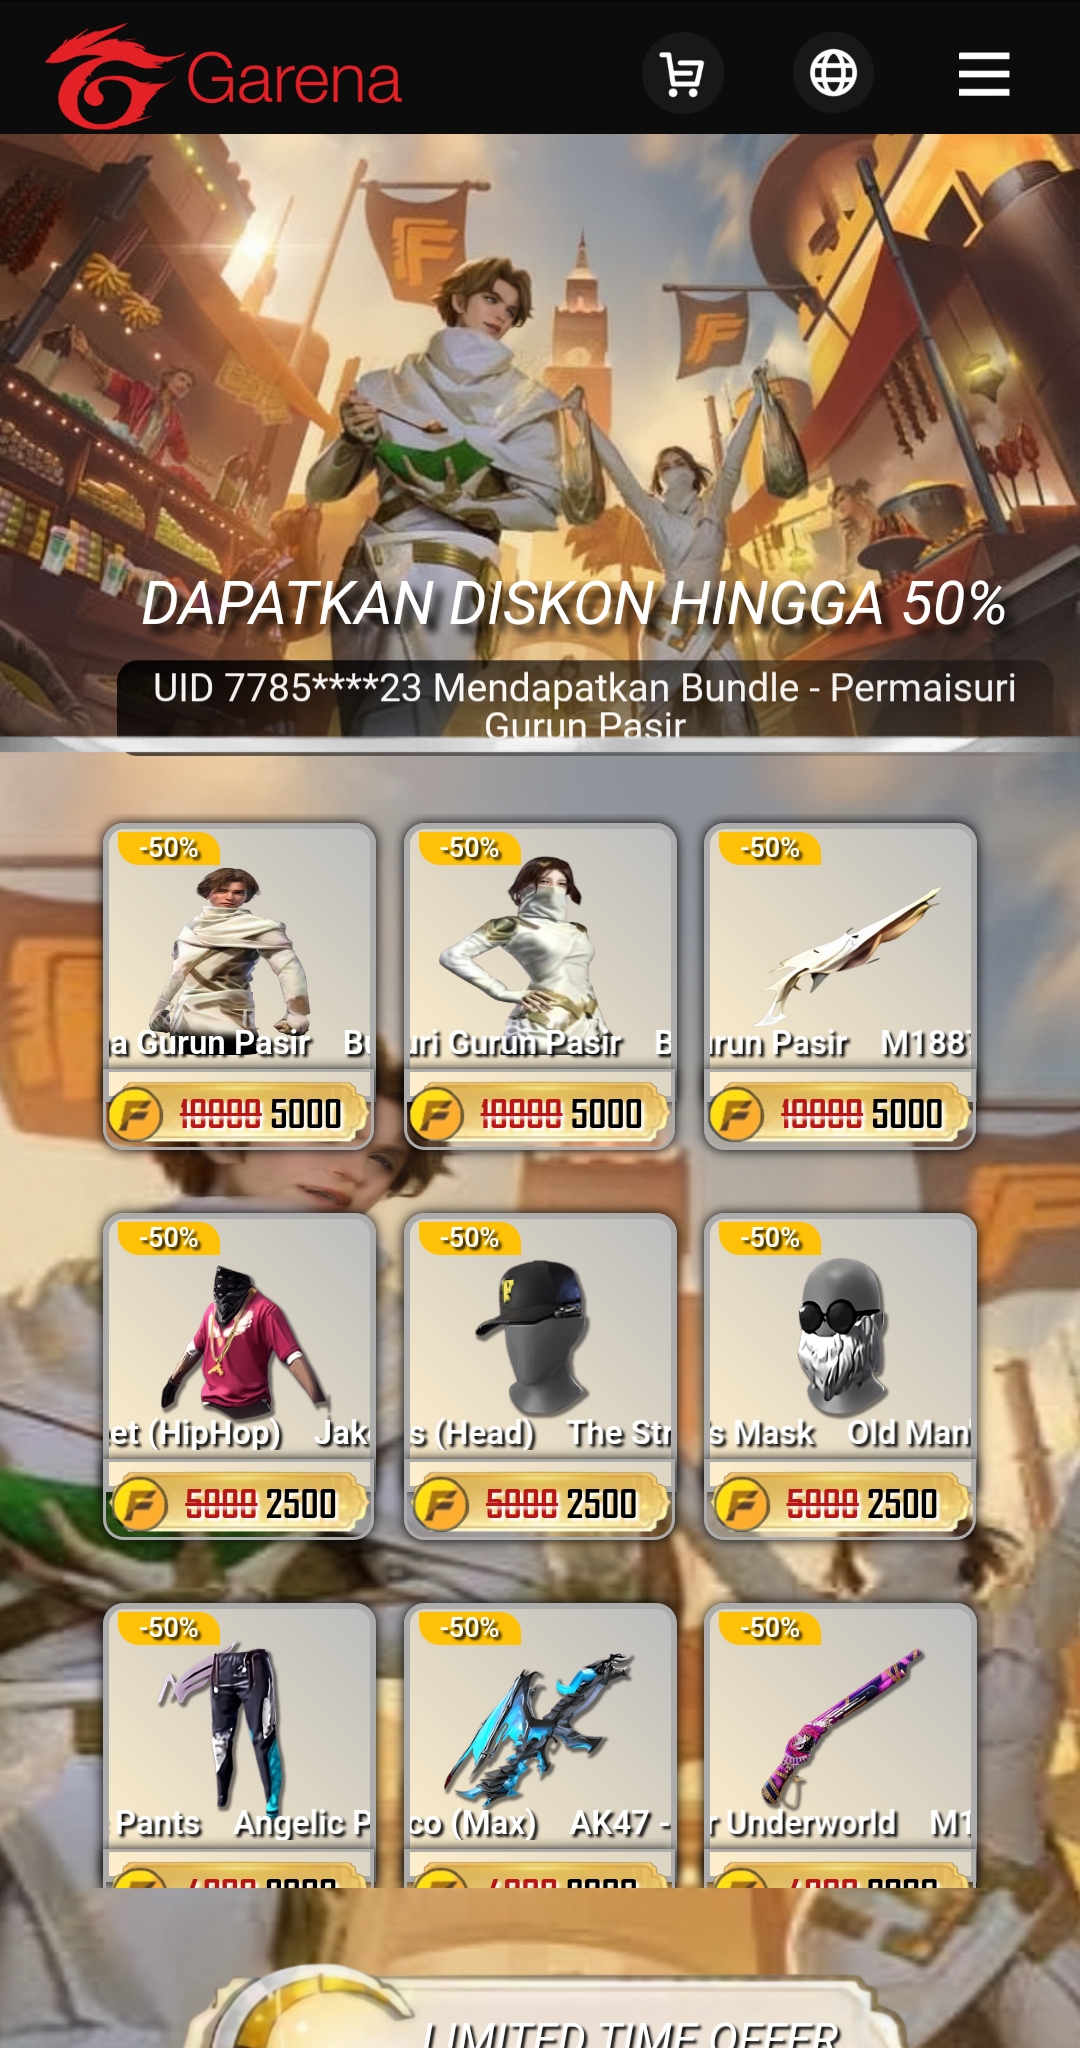 Garena
DAPATKAN DISKON HINGGA 50%
UID 7785****23 Mendapatkan Bundle - Permaisuri
Gurun Pasir
-50%
-50%
-50%
a Gurun Pasir Bu
uri Gurun Pasir B
urun Pasir M1887
10000 5000
10000 5000
10000 5000
-50%
-50%
-50%
et (HipHop) Jak
s (Head) The Str
s Mask Old Man'
5000 2500
5000 2500
5000 2500
-50%
-50%
-50%
Pants Angelic P
co (Max) AK47 -
r Underworld M1
LIMITED TIME OFFER